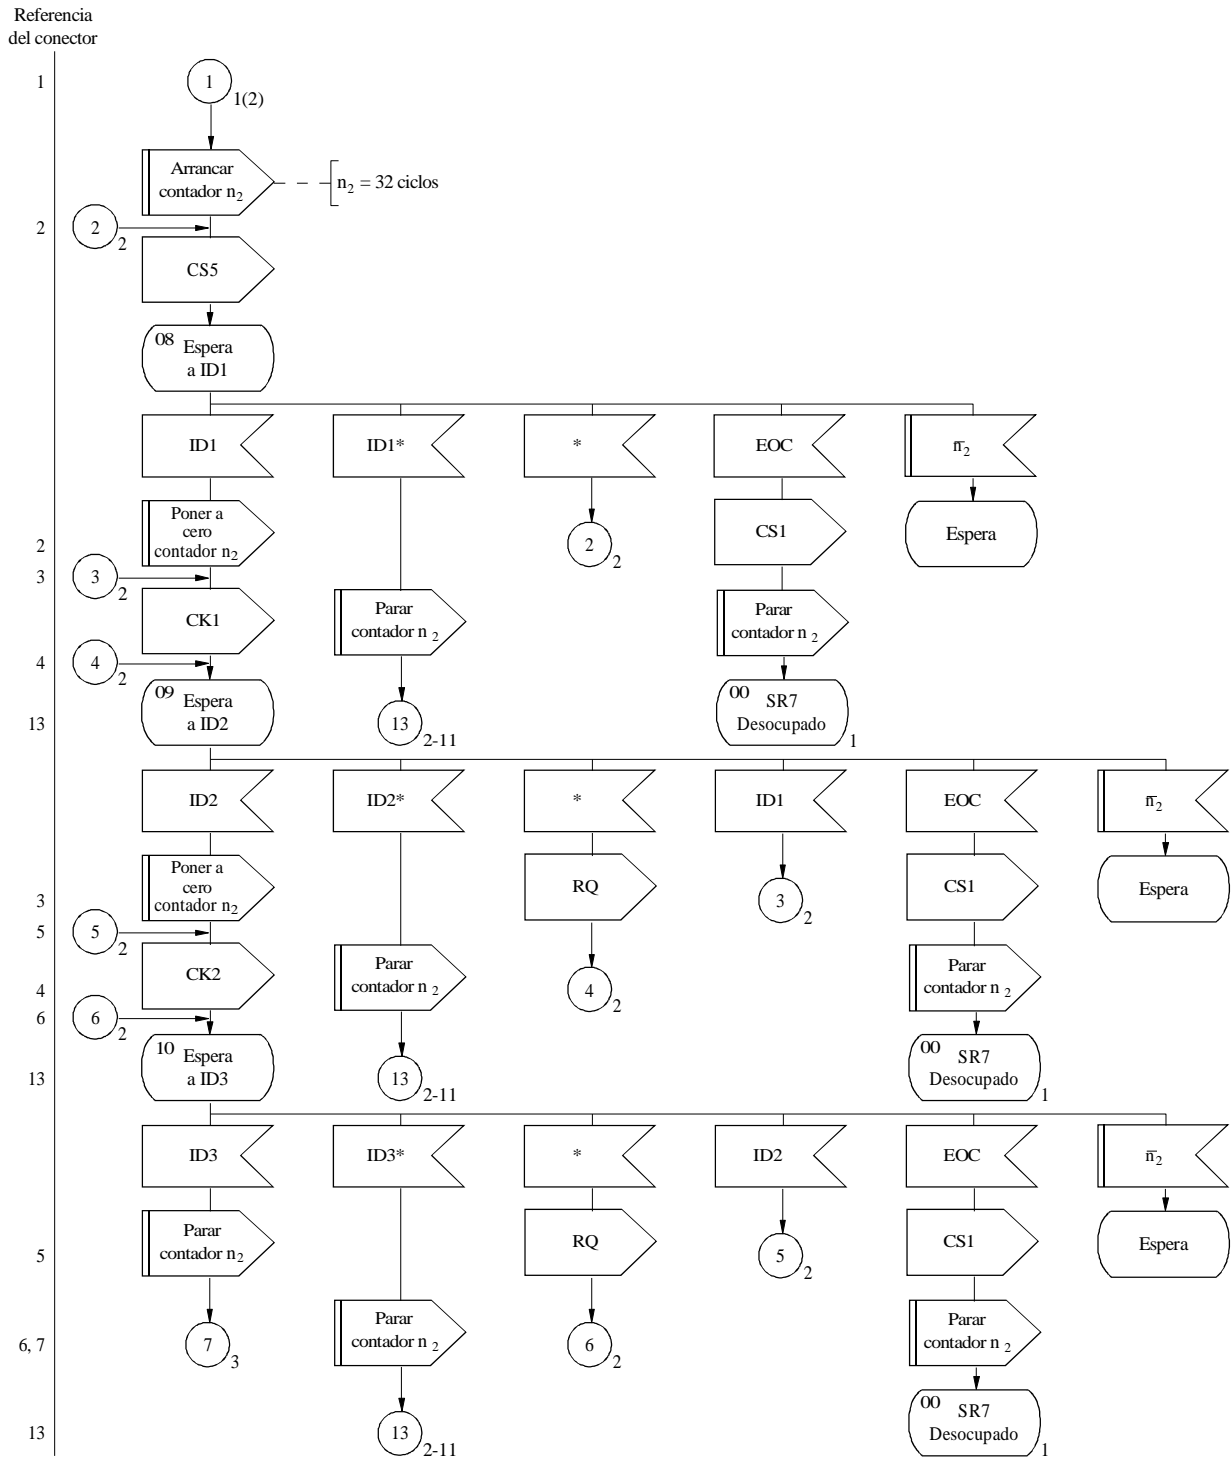 Referencia
del conector
1
1
1(2)
Arrancar
contador n2
n2 = 32 ciclos
2
2
2
CS5
08 Espera
a ID1
ID1
ID1*
*
EOC
n̅2
Poner a
cero
contador n2
2
2
CS1
Espera
2
3
3
2
CK1
Parar
contador n2
Parar
contador n2
4
4
2
09 Espera
a ID2
13
13
2-11
00 SR7
Desocupado
1
ID2
ID2*
*
ID1
EOC
n̅2
Poner a
cero
contador n2
RQ
3
2
CS1
Espera
3
5
5
2
CK2
Parar
contador n2
4
2
Parar
contador n2
4
6
6
2
10 Espera
a ID3
13
13
2-11
00 SR7
Desocupado
1
ID3
ID3*
*
ID2
EOC
n̅2
Parar
contador n2
RQ
5
2
CS1
Espera
5
6, 7
7
3
Parar
contador n2
6
2
Parar
contador n2
13
13
2-11
00 SR7
Desocupado
1